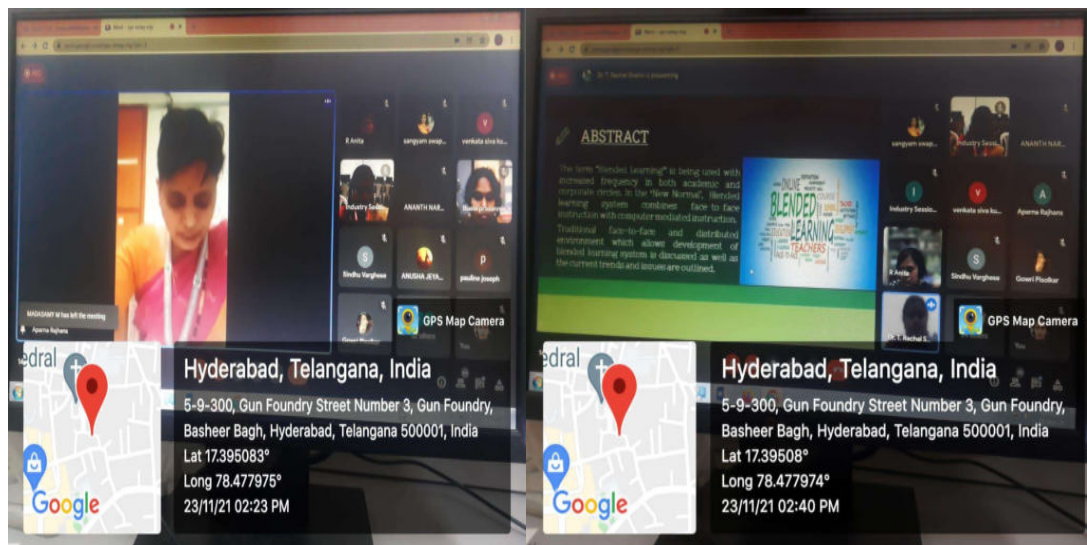 R Anita
sangyam swap...
venkata siva ku...
Industry Sessi...
ANANTH NAR...
Sindhu Varghese
ANUSHA JEYA...
pauline joseph
MADASAMY M has left the meeting
Aparna Rajhans
GPS Map Camera
edral
Google
Hyderabad, Telangana, India
5-9-300, Gun Foundry Street Number 3, Gun Foundry,
Basheer Bagh, Hyderabad, Telangana 500001, India
Lat 17.395083°
Long 78.477975°
23/11/21 02:23 PM
ABSTRACT
The term "Blended Learning" is being used with
increased frequency in both academic and
corporate circles. In the 'New Normal', Blended
learning system combines face to face
instruction with computer mediated instruction.
Traditional face-to-face and distributed
environment which allows development of
blended learning system is discussed as well as
the current trends and issues are outlined.
ONLINE
BLENDED
LEARNING
TEACHERS
sangyam swap...
Industry Sessi...
ANANTH NAR...
Industry Sessio...
venkata siva ku...
Aparna Rajhans
R Anita
Sindhu Varghese
Gowri Pisolkar
Dr. T. Rachel S...
GPS Map Camera
edral
Google
Hyderabad, Telangana, India
5-9-300, Gun Foundry Street Number 3, Gun Foundry,
Basheer Bagh, Hyderabad, Telangana 500001, India
Lat 17.39508°
Long 78.477974°
23/11/21 02:40 PM